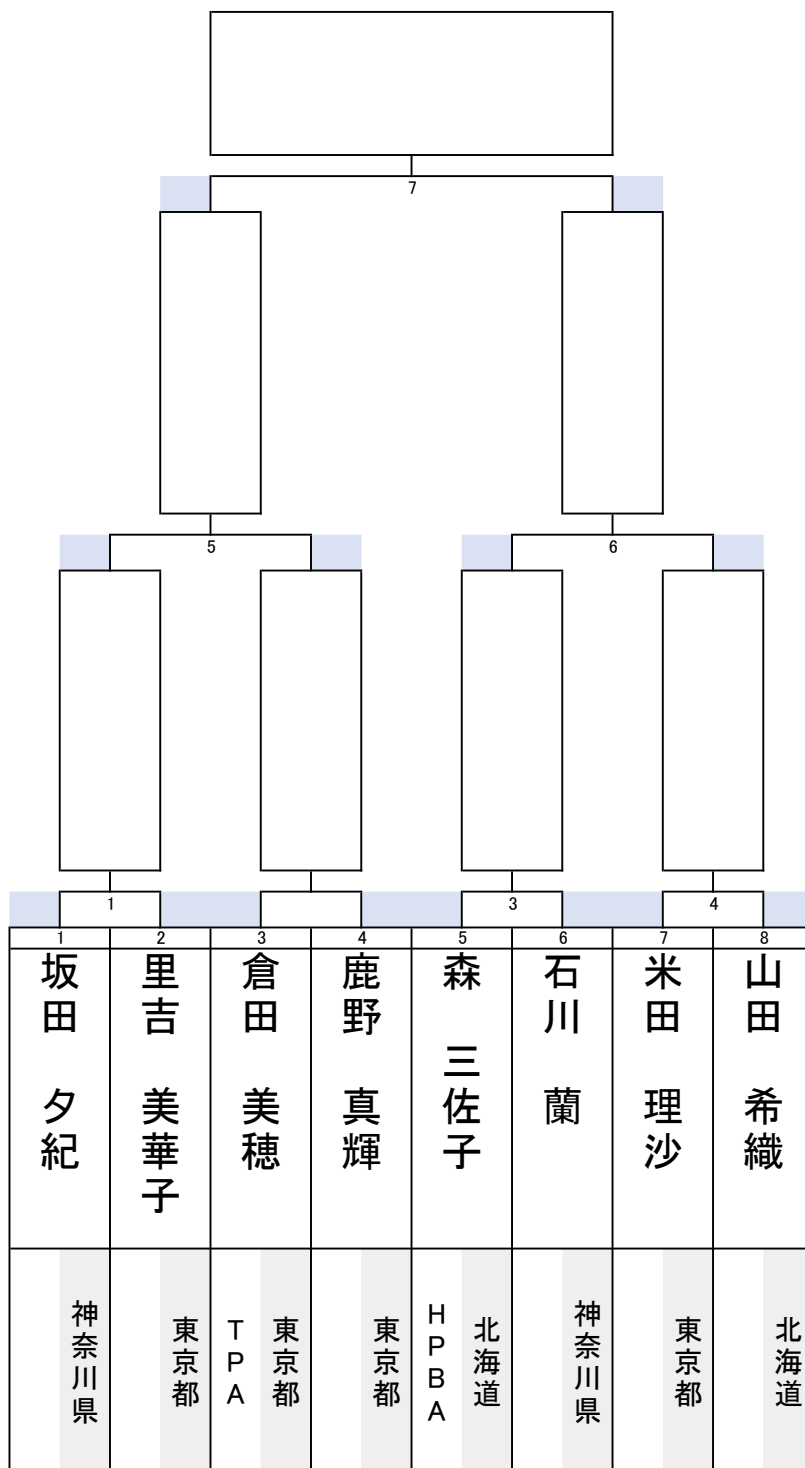 7
5
6
1
3
4
1
2
3
4
5
6
7
8
坂田 夕紀
里吉 美華子
倉田 美穂
鹿野 真輝
森 三佐子
石川 蘭
米田 理沙
山田 希織
神奈川県
東京都
TPA
東京都
東京都
HPBA
北海道
神奈川県
東京都
北海道